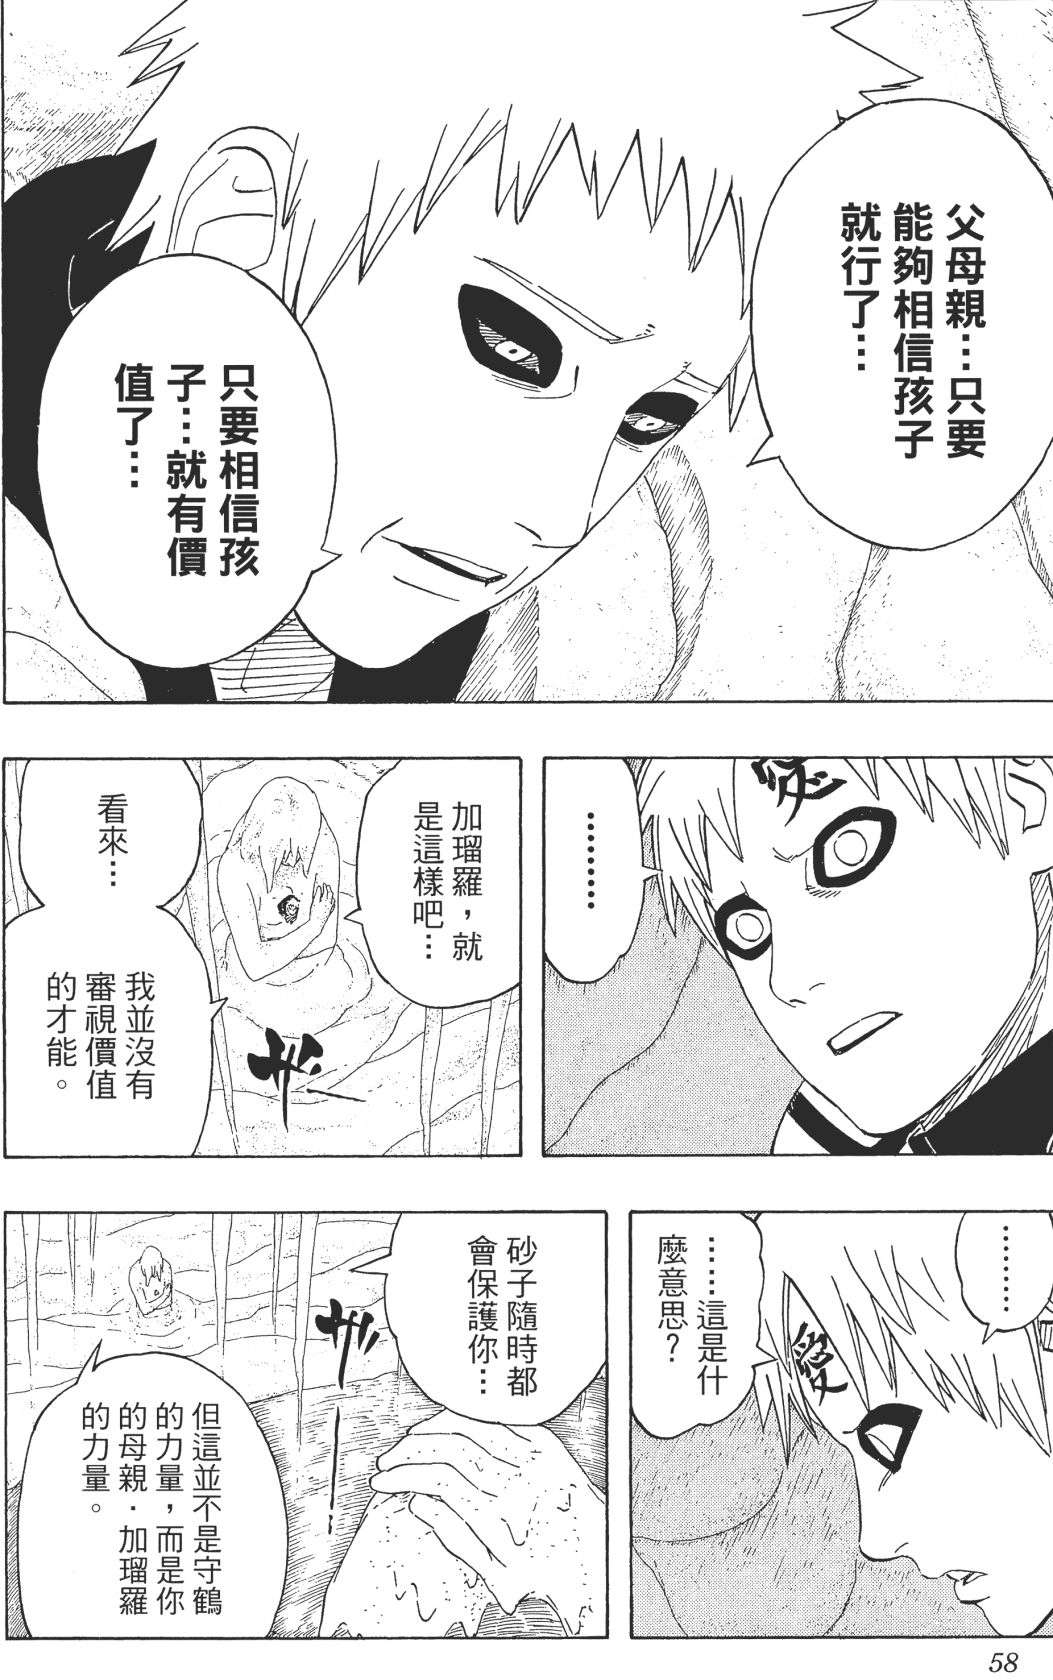 父母親…只要
能夠相信孩子
就行了…
只要相信孩
子…就有價
值了…
愛
………
加瑠羅，就
是這樣吧…
看來…
我並沒有
審視價值
的才能。
………
愛
……這是什
麼意思？
砂子隨時都
會保護你…
但這並不是守鶴
的力量，而是你
的母親．加瑠羅
的力量。
58